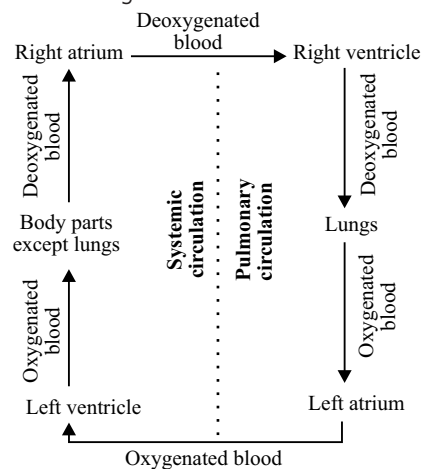 Deoxygenated
blood
Right atrium
Right ventricle
Deoxygenated
blood
Deoxygenated
blood
Systemic
circulation
Pulmonary
circulation
Body parts
except lungs
Lungs
Oxygenated
blood
Oxygenated
blood
Left ventricle
Left atrium
Oxygenated blood